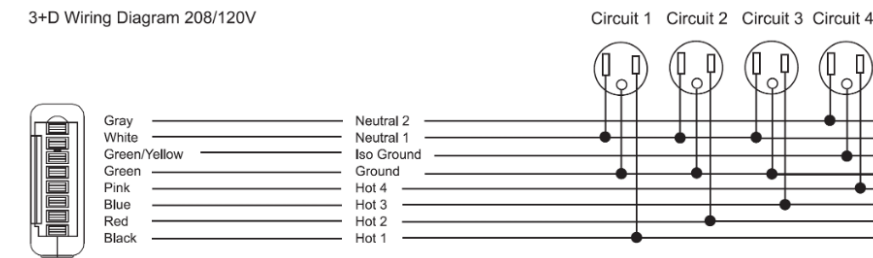 3+D Wiring Diagram 208/120V
Circuit 1 Circuit 2 Circuit 3 Circuit 4
Gray Neutral 2
White Neutral 1
Green/Yellow Iso Ground
Green Ground
Pink Hot 4
Blue Hot 3
Red Hot 2
Black Hot 1